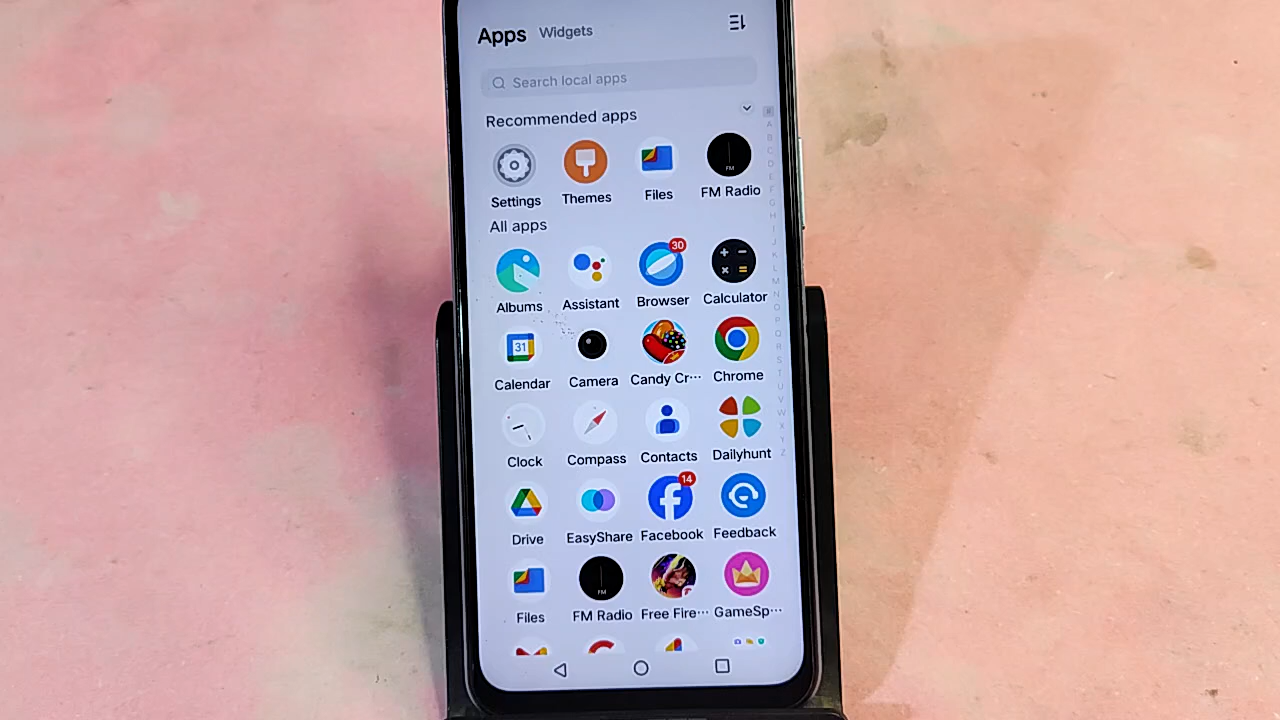 Apps Widgets
Search local apps
Recommended apps
Settings Themes Files FM Radio
All apps
30
Albums Assistant Browser Calculator
31
Calendar Camera Candy Cr··· Chrome
Clock Compass Contacts Dailyhunt
14
Drive EasyShare Facebook Feedback
FM
Files FM Radio Free Fire··· GameSp···